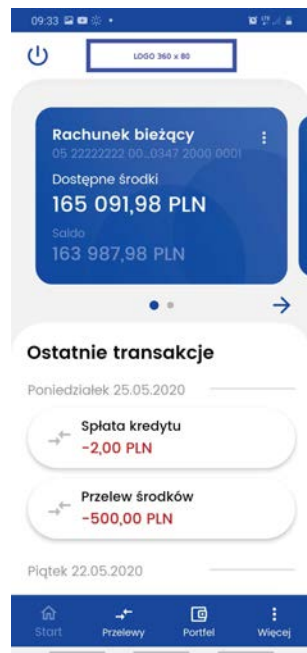 09:33
LOGO 360 x 80
Rachunek bieżący
05 22222222 00...0347 2000 0001
Dostępne środki
165 091,98 PLN
Saldo
163 987,98 PLN
Ostatnie transakcje
Poniedziałek 25.05.2020
Spłata kredytu
-2,00 PLN
Przelew środków
-500,00 PLN
Piątek 22.05.2020
Start Przelewy Portfel Więcej